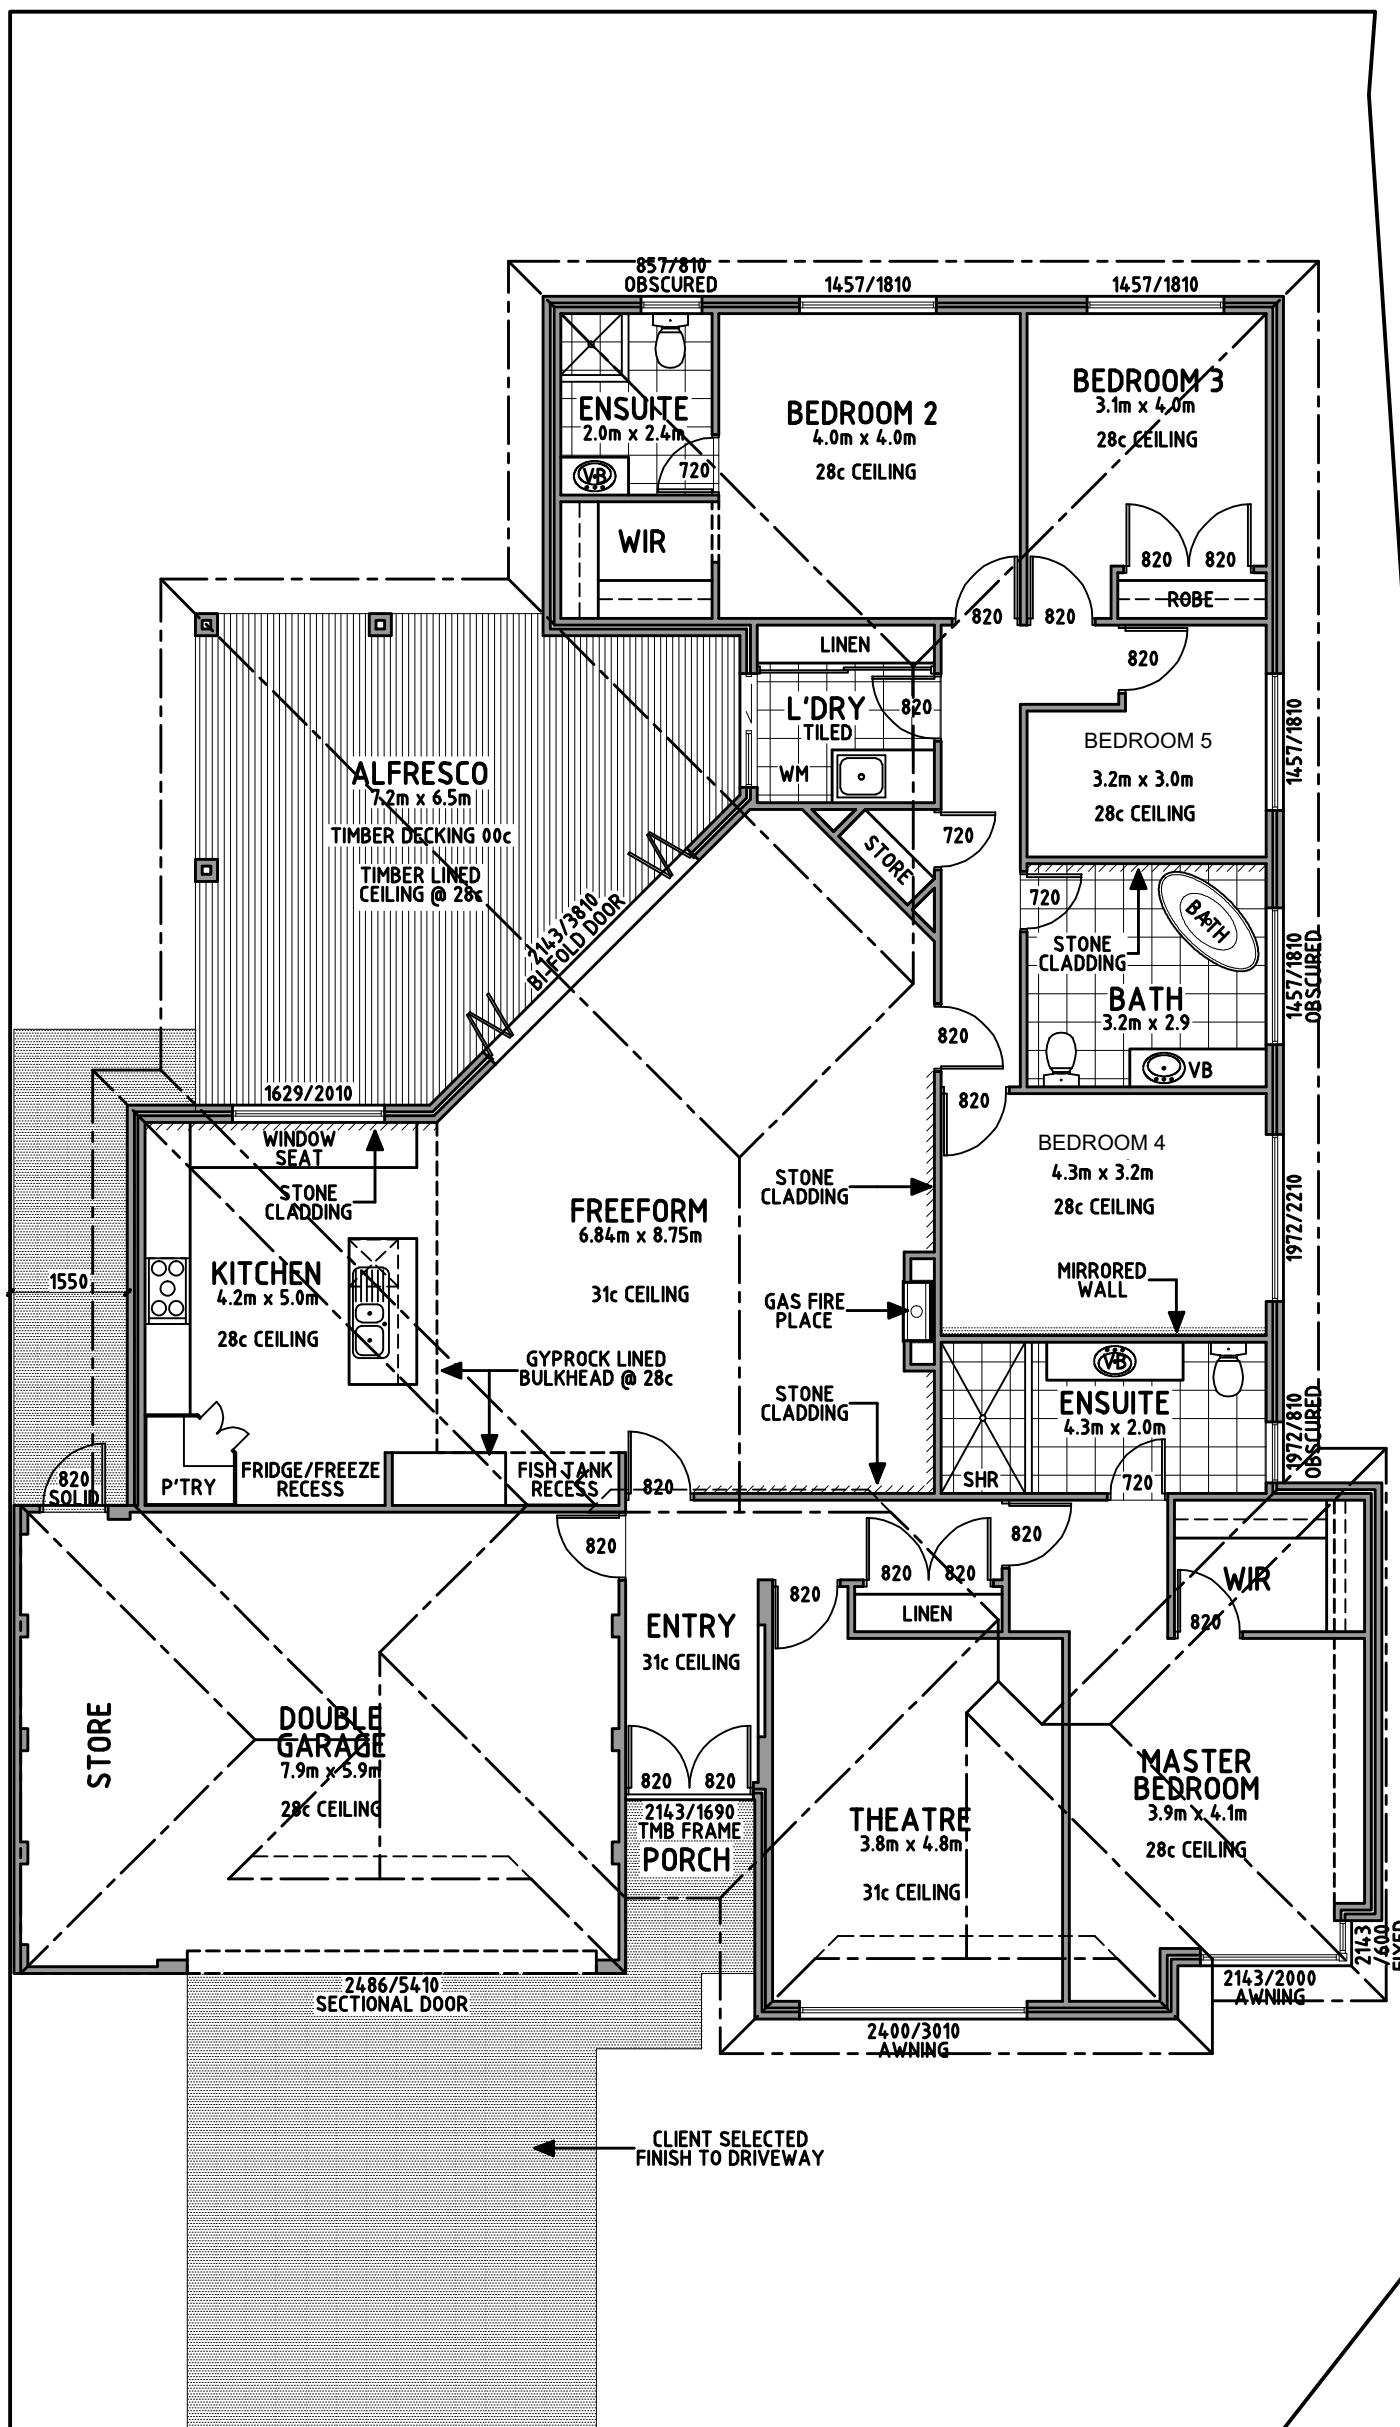 857/810
OBSCURED
1457/1810
1457/1810
ENSUITE
2.0m x 2.4m
VB
720
WIR
BEDROOM 2
4.0m x 4.0m
28c CEILING
BEDROOM 3
3.1m x 4.0m
28c CEILING
820
820
ROBE
820
820
LINEN
820
820
L'DRY
TILED
WM
BEDROOM 5
3.2m x 3.0m
28c CEILING
1457/1810
ALFRESCO
7.2m x 6.5m
TIMBER DECKING 00c
TIMBER LINED
CEILING @ 28c
2143/3810
BI-FOLD DOOR
STORE
720
720
STONE
CLADDING
BATH
BATH
3.2m x 2.9
VB
1457/1810
OBSCURED
820
820
1629/2010
WINDOW
SEAT
STONE
CLADDING
KITCHEN
4.2m x 5.0m
28c CEILING
1550
FREEFORM
6.84m x 8.75m
31c CEILING
STONE
CLADDING
GAS FIRE
PLACE
BEDROOM 4
4.3m x 3.2m
28c CEILING
1972/2210
MIRRORED
WALL
GYPROCK LINED
BULKHEAD @ 28c
STONE
CLADDING
VB
ENSUITE
4.3m x 2.0m
SHR
720
1972/810
OBSCURED
820
SOLID
P'TRY
FRIDGE/FREEZE
RECESS
FISH TANK
RECESS
820
820
820
820
820
820
LINEN
WIR
820
ENTRY
31c CEILING
STORE
DOUBLE
GARAGE
7.9m x 5.9m
28c CEILING
820
820
2143/1690
TMB FRAME
PORCH
THEATRE
3.8m x 4.8m
31c CEILING
MASTER
BEDROOM
3.9m x 4.1m
28c CEILING
2143
/600
FIXED
2486/5410
SECTIONAL DOOR
2143/2000
AWNING
2400/3010
AWNING
CLIENT SELECTED
FINISH TO DRIVEWAY